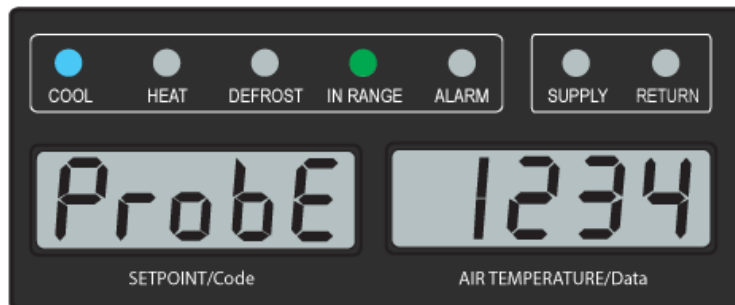 COOL HEAT DEFROST IN RANGE ALARM SUPPLY RETURN
ProbE 1234
SETPOINT/Code AIR TEMPERATURE/Data